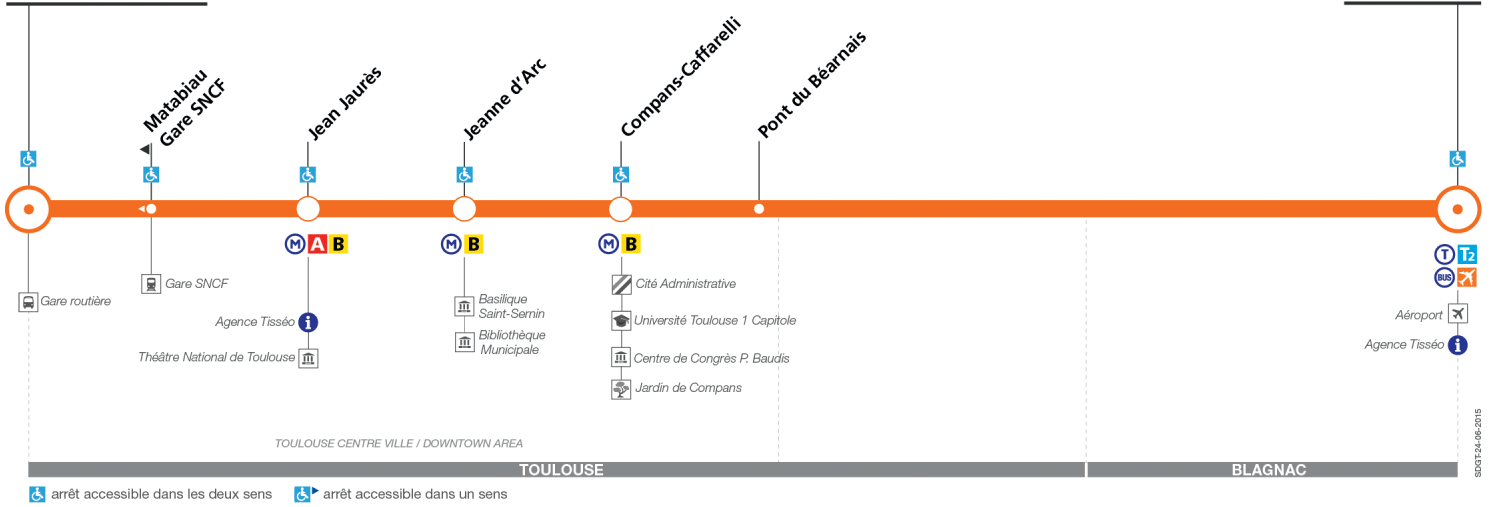 Matabiau
Gare SNCF
Jean Jaurès
Jeanne d'Arc
Compans-Caffarelli
Pont du Béarnais
M A B
M B
M B
T T2
BUS
Gare routière
Gare SNCF
Agence Tisséo
Théâtre National de Toulouse
Basilique
Saint-Sernin
Bibliothèque
Municipale
Cité Administrative
Université Toulouse 1 Capitole
Centre de Congrès P. Baudis
Jardin de Compans
Aéroport
Agence Tisséo
TOULOUSE CENTRE VILLE / DOWNTOWN AREA
TOULOUSE
BLAGNAC
arrêt accessible dans les deux sens
arrêt accessible dans un sens
SDGT-24-06-2015